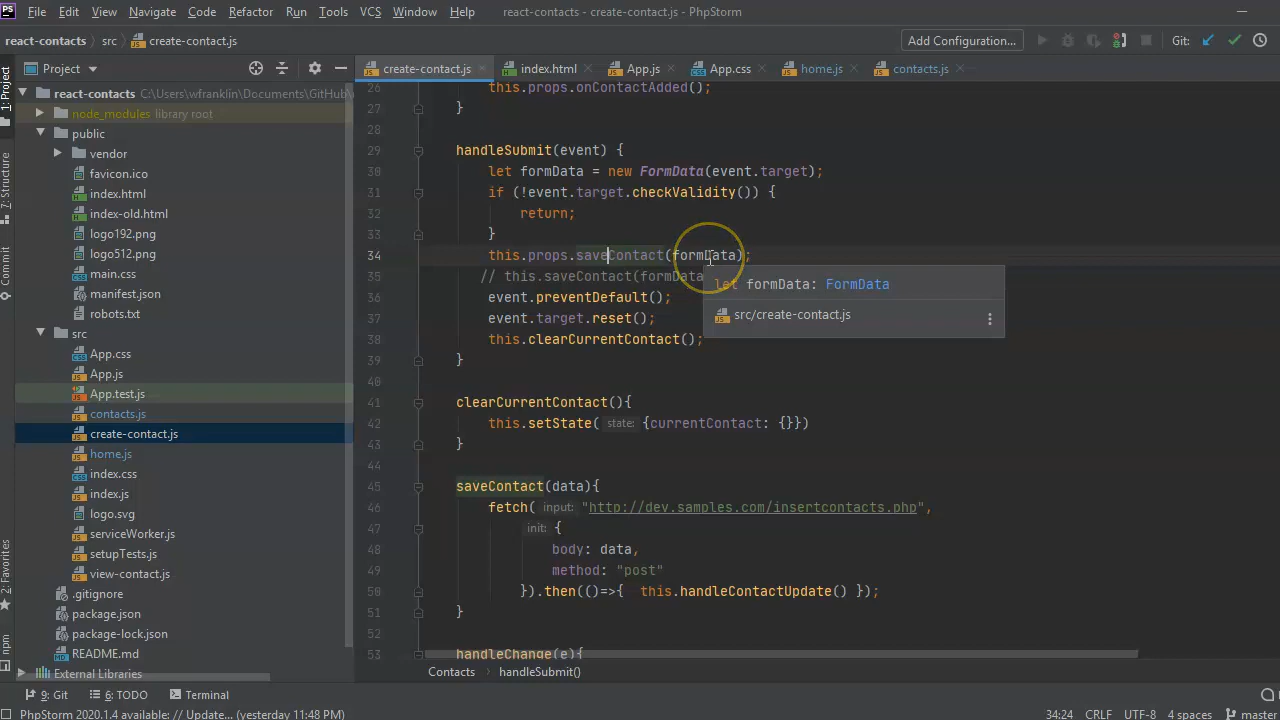 PS File Edit View Navigate Code Refactor Run Tools VCS Window Help react-contacts - create-contact.js - PhpStorm
react-contacts src create-contact.js Add Configuration... Git:
Project create-contact.js index.html App.js App.css home.js contacts.js
1: Project
7: Structure
Commit
2: Favorites
npm
react-contacts C:\Users\wfranklin\Documents\GitHub\
node_modules library root
public
vendor
favicon.ico
index.html
index-old.html
logo192.png
logo512.png
main.css
manifest.json
robots.txt
src
App.css
App.js
App.test.js
contacts.js
create-contact.js
home.js
index.css
index.js
logo.svg
serviceWorker.js
setupTests.js
view-contact.js
.gitignore
package.json
package-lock.json
README.md
External Libraries
26 this.props.onContactAdded();
27 }
28
29 handleSubmit(event) {
30 let formData = new FormData(event.target);
31 if (!event.target.checkValidity()) {
32 return;
33 }
34 this.props.saveContact(formData);
35 // this.saveContact(formData
36 event.preventDefault();
37 event.target.reset();
38 this.clearCurrentContact();
39 }
40
41 clearCurrentContact(){
42 this.setState( state: {currentContact: {}})
43 }
44
45 saveContact(data){
46 fetch( input: "http://dev.samples.com/insertcontacts.php",
47 init: {
48 body: data,
49 method: "post"
50 }).then(()=>{ this.handleContactUpdate() });
51 }
52
53 handleChange(e){
let formData: FormData
src/create-contact.js
Contacts handleSubmit()
9: Git 6: TODO Terminal
PhpStorm 2020.1.4 available: // Update... (yesterday 11:48 PM) 34:24 CRLF UTF-8 4 spaces master